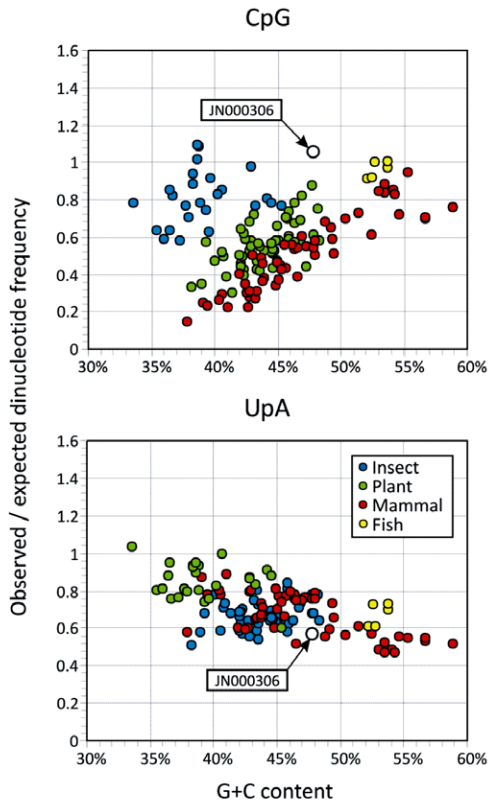 CpG
1.6
1.4
1.2
1
0.8
0.6
0.4
0.2
0
JN000306
30% 35% 40% 45% 50% 55% 60%
Observed / expected dinucleotide frequency
UpA
1.6
1.4
1.2
1
0.8
0.6
0.4
0.2
0
Insect
Plant
Mammal
Fish
JN000306
30% 35% 40% 45% 50% 55% 60%
G+C content